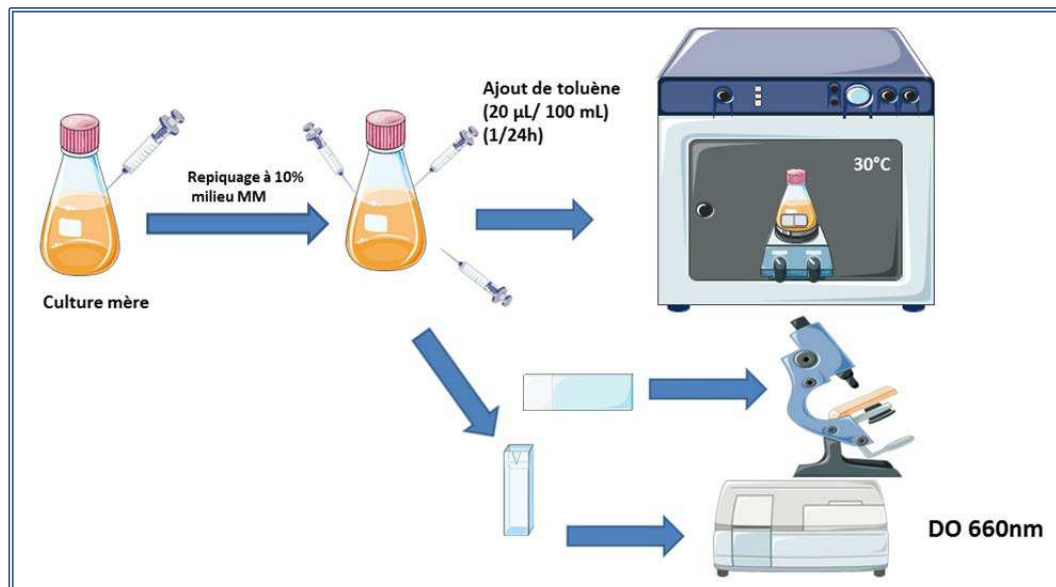 Ajout de toluène
(20 µL/ 100 mL)
(1/24h)
30°C
Repiquage à 10%
milieu MM
Culture mère
DO 660nm